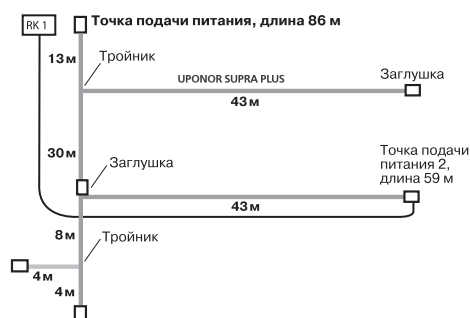 RK 1
Точка подачи питания, длина 86 м
13 м
Тройник
UPONOR SUPRA PLUS
Заглушка
43 м
30 м
Заглушка
Точка подачи
питания 2,
длина 59 м
43 м
8 м
Тройник
4 м
4 м